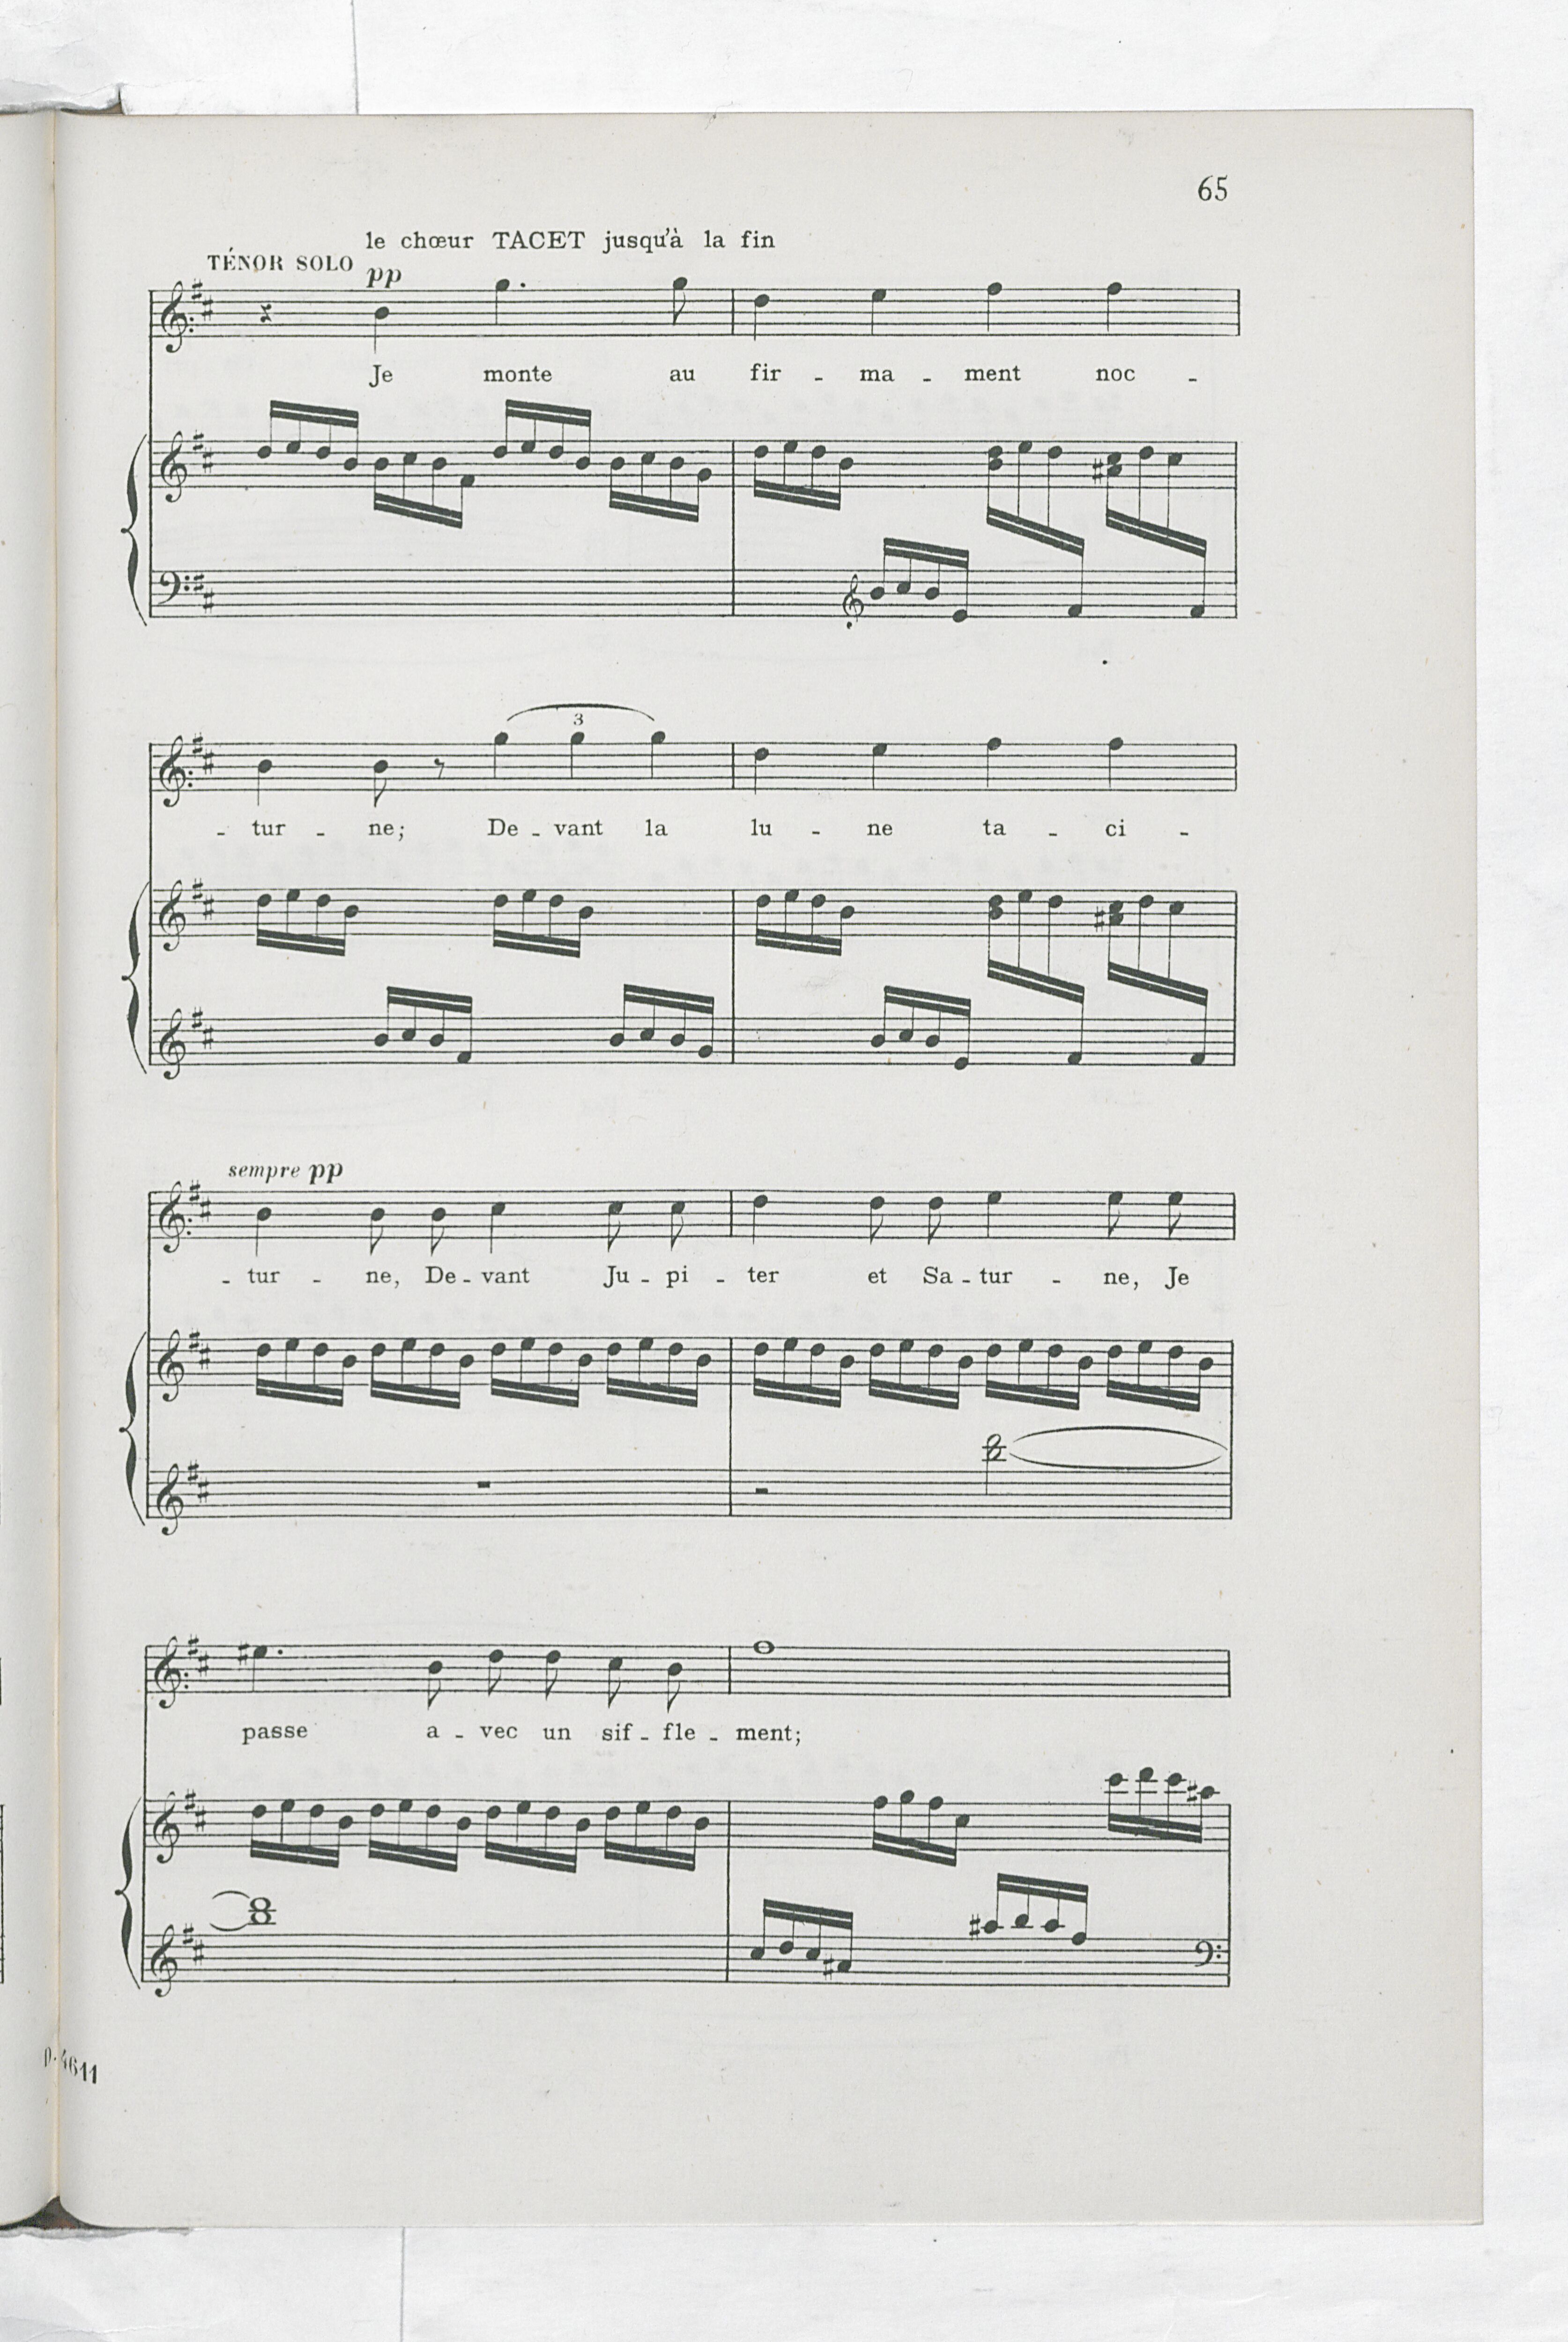 65
le chœur TACET jusqu'à la fin
TÉNOR SOLO pp
Je monte au fir - ma - ment noc -
3
- tur - ne; De - vant la lu - ne ta - ci -
sempre pp
- tur - ne, De - vant Ju - pi - ter et Sa - tur - ne, Je
passe a - vec un sif - fle - ment;
D. 4611